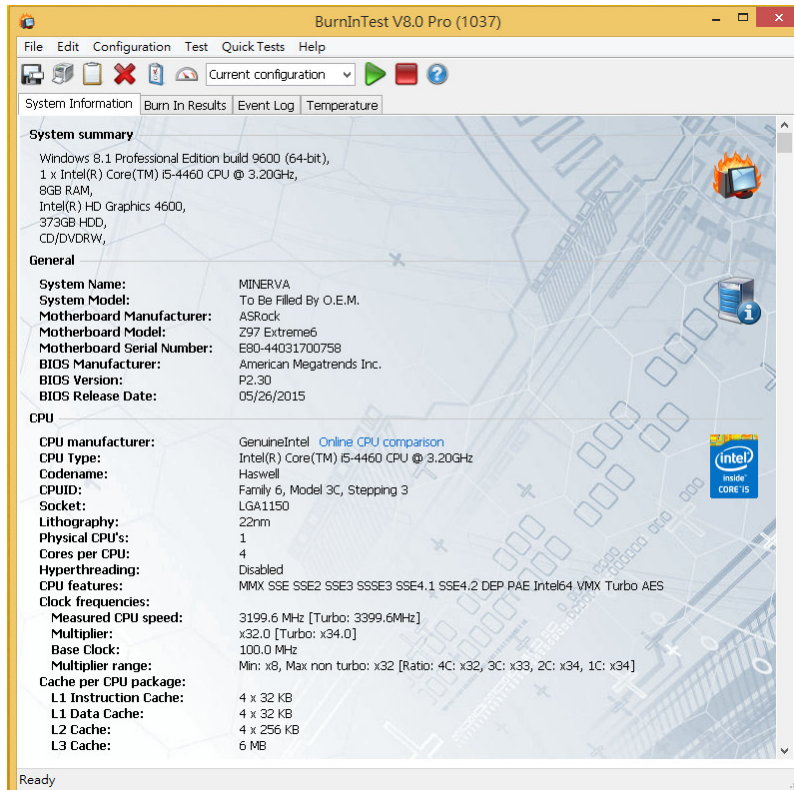 BurnInTest V8.0 Pro (1037)
File Edit Configuration Test Quick Tests Help
Current configuration
System Information Burn In Results Event Log Temperature
System summary
Windows 8.1 Professional Edition build 9600 (64-bit),
1 x Intel(R) Core(TM) i5-4460 CPU @ 3.20GHz,
8GB RAM,
Intel(R) HD Graphics 4600,
373GB HDD,
CD/DVDRW,
General
System Name: MINERVA
System Model: To Be Filled By O.E.M.
Motherboard Manufacturer: ASRock
Motherboard Model: Z97 Extreme6
Motherboard Serial Number: E80-44031700758
BIOS Manufacturer: American Megatrends Inc.
BIOS Version: P2.30
BIOS Release Date: 05/26/2015
CPU
CPU manufacturer: GenuineIntel Online CPU comparison
CPU Type: Intel(R) Core(TM) i5-4460 CPU @ 3.20GHz
Codename: Haswell
CPUID: Family 6, Model 3C, Stepping 3
Socket: LGA1150
Lithography: 22nm
Physical CPU's: 1
Cores per CPU: 4
Hyperthreading: Disabled
CPU features: MMX SSE SSE2 SSE3 SSSE3 SSE4.1 SSE4.2 DEP PAE Intel64 VMX Turbo AES
Clock frequencies:
Measured CPU speed: 3199.6 MHz [Turbo: 3399.6MHz]
Multiplier: x32.0 [Turbo: x34.0]
Base Clock: 100.0 MHz
Multiplier range: Min: x8, Max non turbo: x32 [Ratio: 4C: x32, 3C: x33, 2C: x34, 1C: x34]
Cache per CPU package:
L1 Instruction Cache: 4 x 32 KB
L1 Data Cache: 4 x 32 KB
L2 Cache: 4 x 256 KB
L3 Cache: 6 MB
intel
inside™
CORE™i5
Ready